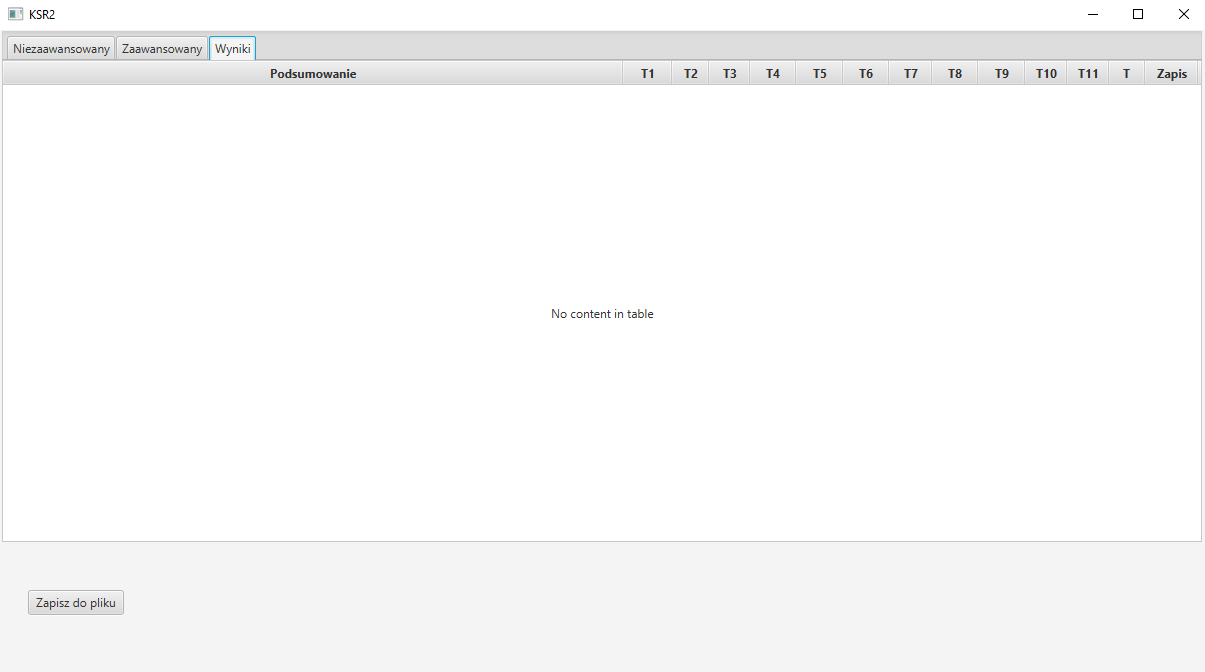 KSR2
Niezaawansowany Zaawansowany Wyniki
Podsumowanie T1 T2 T3 T4 T5 T6 T7 T8 T9 T10 T11 T Zapis
No content in table
Zapisz do pliku